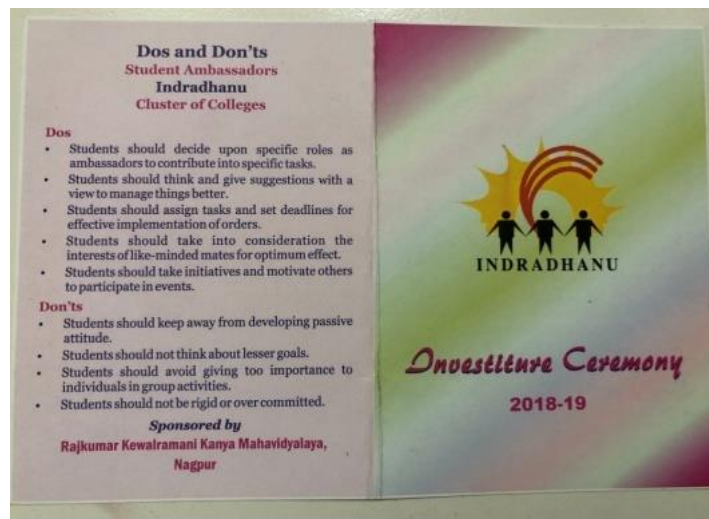 Dos and Don'ts
Student Ambassadors
Indradhanu
Cluster of Colleges
Dos
• Students should decide upon specific roles as
ambassadors to contribute into specific tasks.
• Students should think and give suggestions with a
view to manage things better.
• Students should assign tasks and set deadlines for
effective implementation of orders.
• Students should take into consideration the
interests of like-minded mates for optimum effect.
• Students should take initiatives and motivate others
to participate in events.
Don'ts
• Students should keep away from developing passive
attitude.
• Students should not think about lesser goals.
• Students should avoid giving too importance to
individuals in group activities.
• Students should not be rigid or over committed.
Sponsored by
Rajkumar Kewalramani Kanya Mahavidyalaya,
Nagpur
INDRADHANU
Investiture Ceremony
2018-19